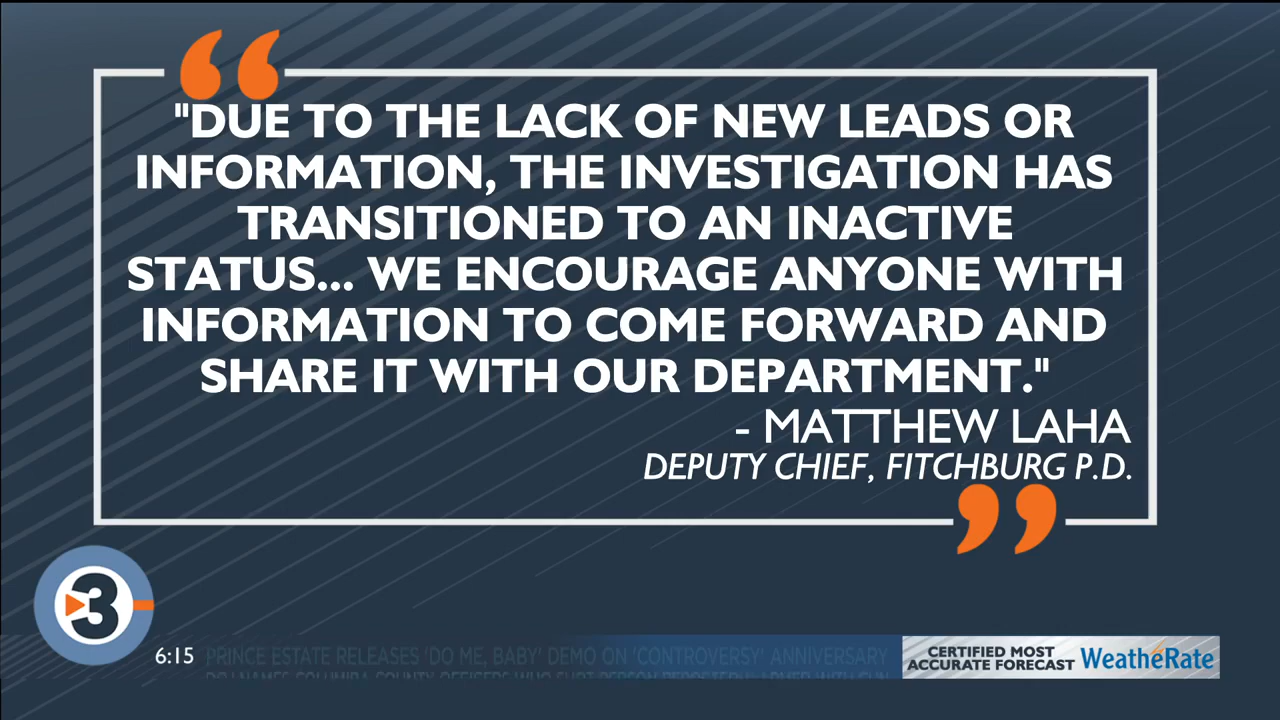 "DUE TO THE LACK OF NEW LEADS OR
INFORMATION, THE INVESTIGATION HAS
TRANSITIONED TO AN INACTIVE
STATUS... WE ENCOURAGE ANYONE WITH
INFORMATION TO COME FORWARD AND
SHARE IT WITH OUR DEPARTMENT."
- MATTHEW LAHA
DEPUTY CHIEF, FITCHBURG P.D.
3
6:15
PRINCE ESTATE RELEASES 'DO ME, BABY' DEMO ON 'CONTROVERSY' ANNIVERSARY
CERTIFIED MOST
ACCURATE FORECAST
WeatheRate